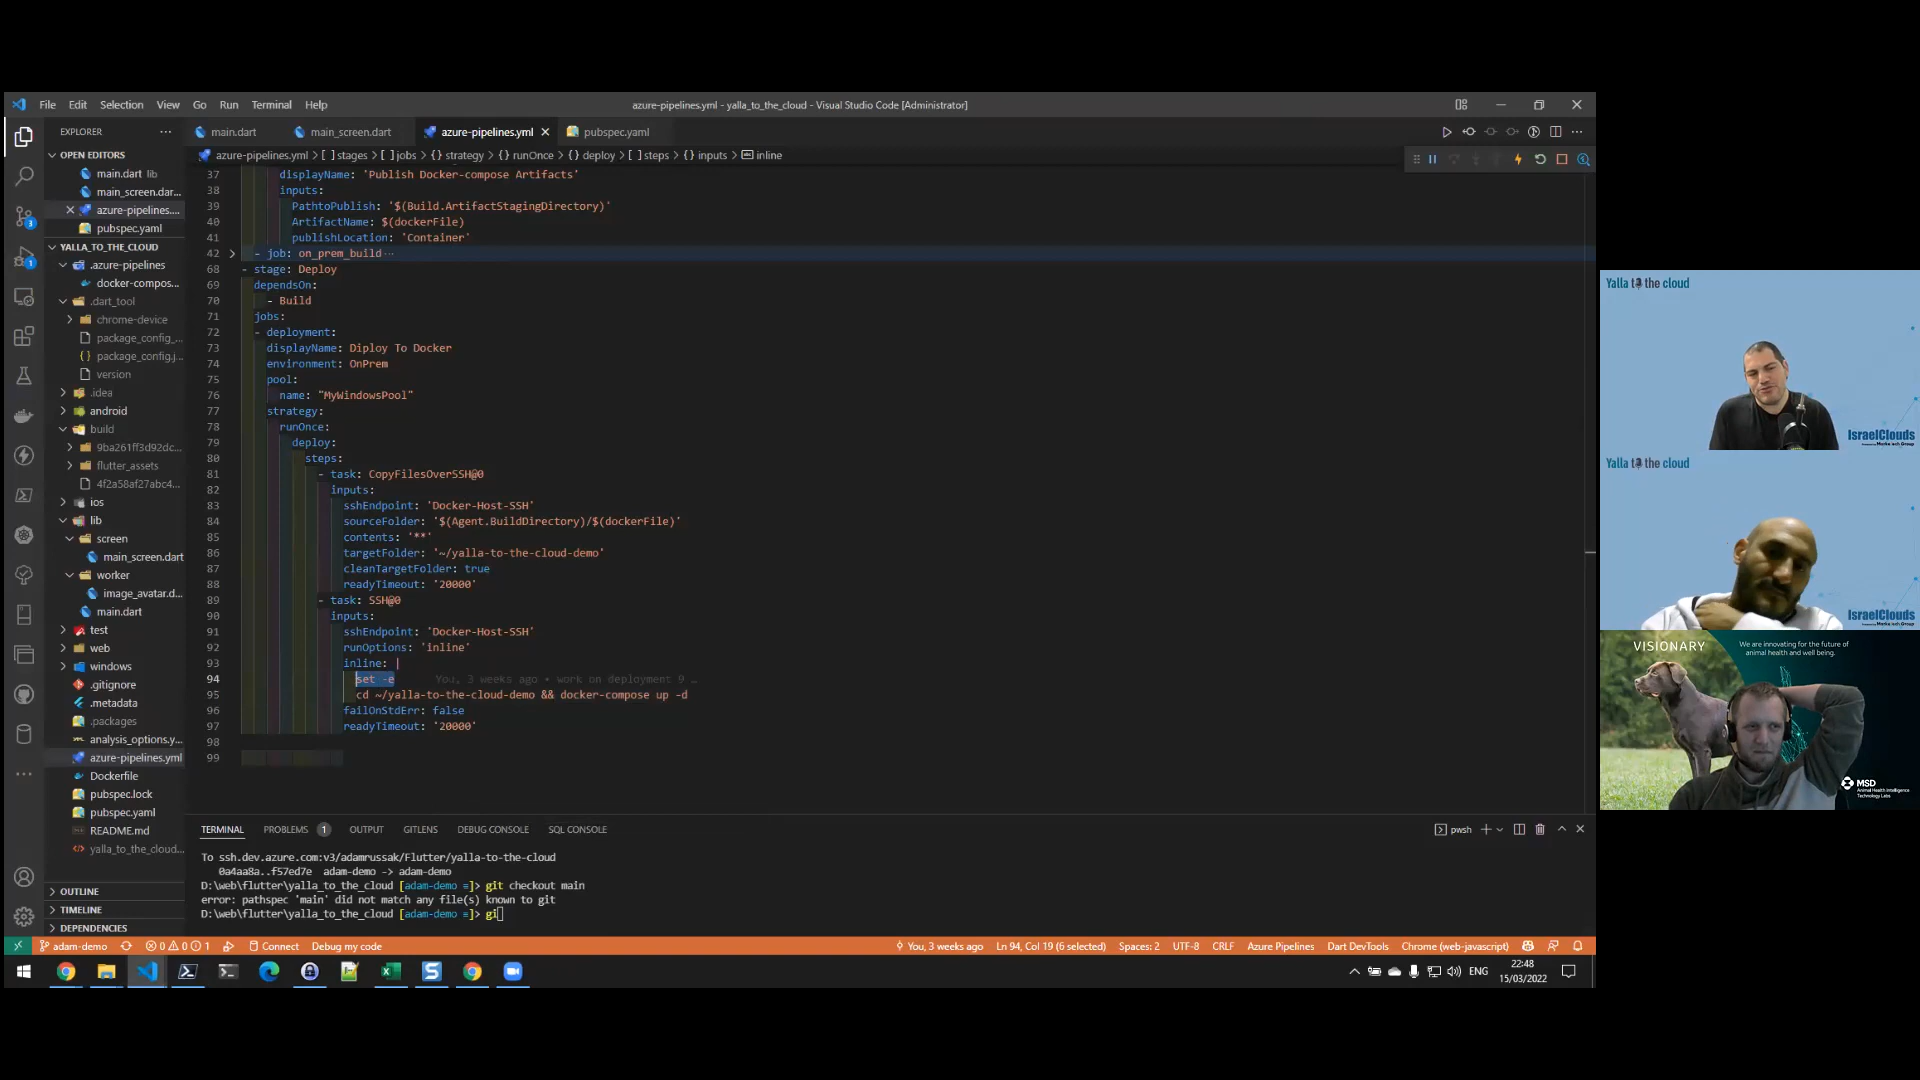 File Edit Selection View Go Run Terminal Help
azure-pipelines.yml - yalla_to_the_cloud - Visual Studio Code [Administrator]
EXPLORER
main.dart
main_screen.dart
azure-pipelines.yml
pubspec.yaml
OPEN EDITORS
main.dart lib
main_screen.dar...
azure-pipelines....
pubspec.yaml
YALLA_TO_THE_CLOUD
.azure-pipelines
docker-compos...
.dart_tool
chrome-device
package_config_...
package_config.j...
version
.idea
android
build
9ba261ff3d92dc...
flutter_assets
4f2a58af27abc4...
ios
lib
screen
main_screen.dart
worker
image_avatar.d...
main.dart
test
web
windows
.gitignore
.metadata
.packages
analysis_options.y...
azure-pipelines.yml
Dockerfile
pubspec.lock
pubspec.yaml
README.md
yalla_to_the_cloud...
OUTLINE
TIMELINE
DEPENDENCIES
azure-pipelines.yml > [ ] stages > [ ] jobs > {} strategy > {} runOnce > {} deploy > [ ] steps > {} inputs > inline
37 displayName: 'Publish Docker-compose Artifacts'
38 inputs:
39 PathtoPublish: '$(Build.ArtifactStagingDirectory)'
40 ArtifactName: $(dockerFile)
41 publishLocation: 'Container'
42 - job: on_prem_build ...
68 - stage: Deploy
69 dependsOn:
70 - Build
71 jobs:
72 - deployment:
73 displayName: Diploy To Docker
74 environment: OnPrem
75 pool:
76 name: "MyWindowsPool"
77 strategy:
78 runOnce:
79 deploy:
80 steps:
81 - task: CopyFilesOverSSH@0
82 inputs:
83 sshEndpoint: 'Docker-Host-SSH'
84 sourceFolder: '$(Agent.BuildDirectory)/$(dockerFile)'
85 contents: '**'
86 targetFolder: '~/yalla-to-the-cloud-demo'
87 cleanTargetFolder: true
88 readyTimeout: '20000'
89 - task: SSH@0
90 inputs:
91 sshEndpoint: 'Docker-Host-SSH'
92 runOptions: 'inline'
93 inline: |
94 set -e You, 3 weeks ago • work on deployment 9 ...
95 cd ~/yalla-to-the-cloud-demo && docker-compose up -d
96 failOnStdErr: false
97 readyTimeout: '20000'
98
99
TERMINAL PROBLEMS 1 OUTPUT GITLENS DEBUG CONSOLE SQL CONSOLE
pwsh
To ssh.dev.azure.com:v3/adamrussak/Flutter/yalla-to-the-cloud
0a4aa8a..f57ed7e adam-demo -> adam-demo
D:\web\flutter\yalla_to_the_cloud [adam-demo ≡]> git checkout main
error: pathspec 'main' did not match any file(s) known to git
D:\web\flutter\yalla_to_the_cloud [adam-demo ≡]> gi
adam-demo 0 0 1 Connect Debug my code
You, 3 weeks ago Ln 94, Col 19 (6 selected) Spaces: 2 UTF-8 CRLF Azure Pipelines Dart DevTools Chrome (web-javascript)
3
1
ENG
22:48
15/03/2022
Yalla to the cloud
IsraelClouds
Yalla to the cloud
IsraelClouds
VISIONARY
We are innovating for the future of
animal health and well being.
MSD
Animal Health Intelligence
Technology Labs